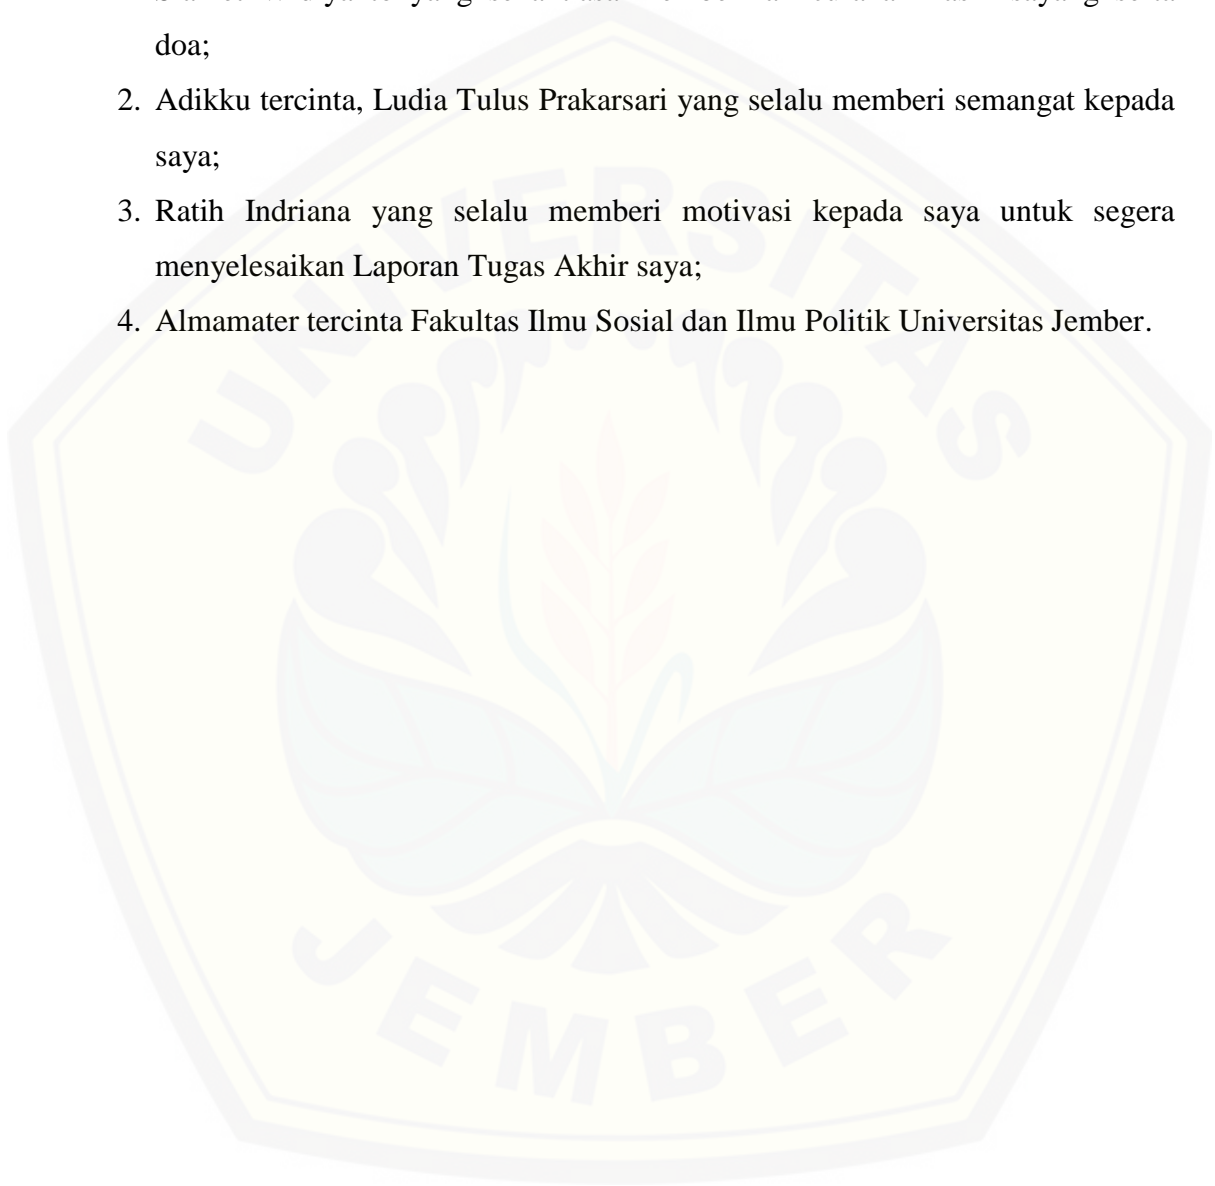 doa;
2. Adikku tercinta, Ludia Tulus Prakarsari yang selalu memberi semangat kepada
saya;
3. Ratih Indriana yang selalu memberi motivasi kepada saya untuk segera
menyelesaikan Laporan Tugas Akhir saya;
4. Almamater tercinta Fakultas Ilmu Sosial dan Ilmu Politik Universitas Jember.
UNIVERSITAS
JEMBER